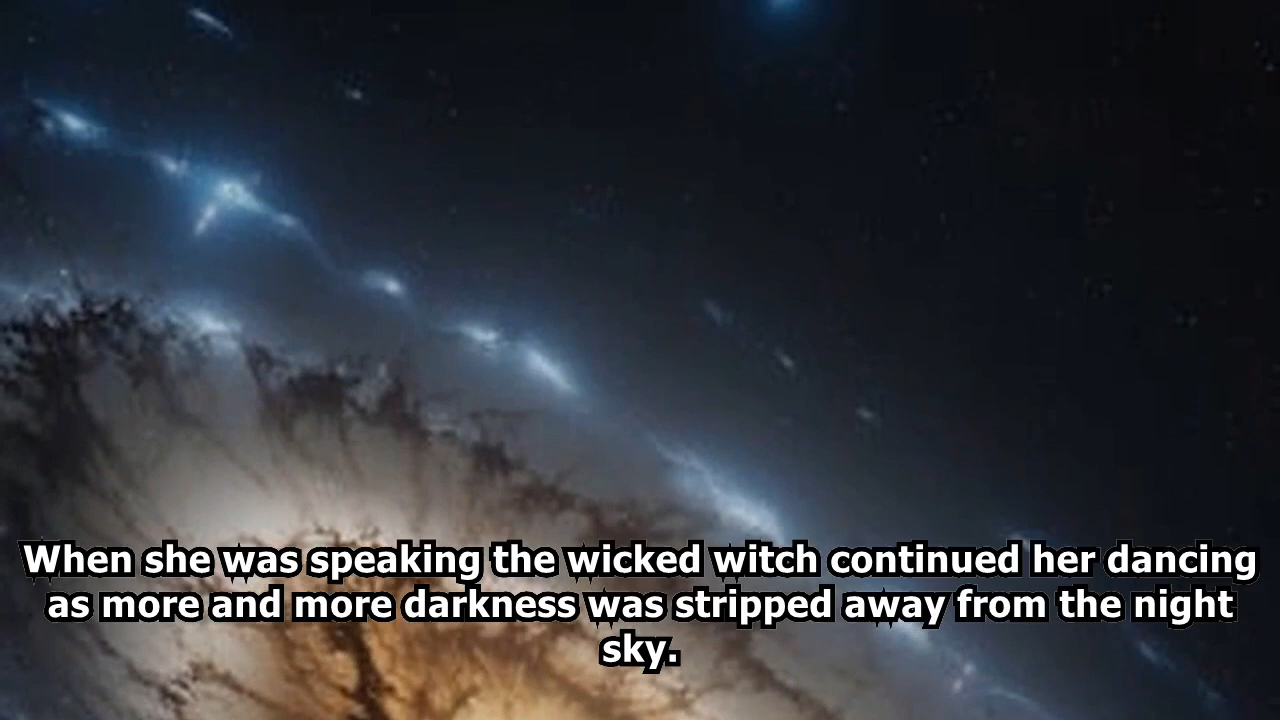 When she was speaking the wicked witch continued her dancing
as more and more darkness was stripped away from the night
sky.